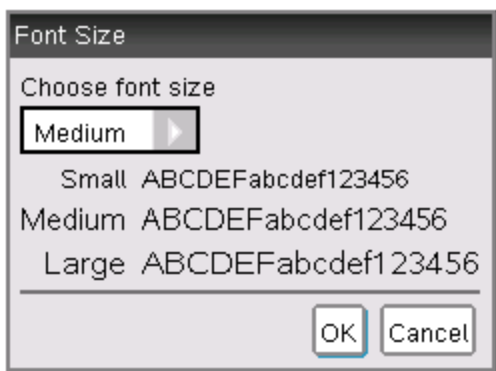 Font Size
Choose font size
Medium
Small ABCDEFabcdef123456
Medium ABCDEFabcdef123456
Large ABCDEFabcdef123456
OK Cancel